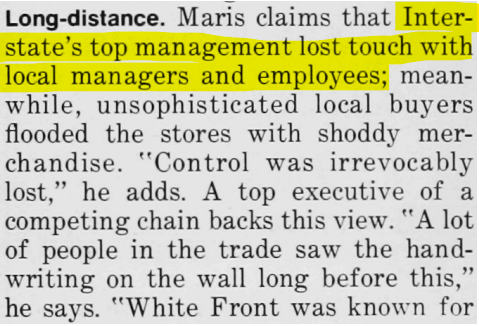 Long-distance. Maris claims that Inter-
state's top management lost touch with
local managers and employees; mean-
while, unsophisticated local buyers
flooded the stores with shoddy mer-
chandise. "Control was irrevocably
lost," he adds. A top executive of a
competing chain backs this view. "A lot
of people in the trade saw the hand-
writing on the wall long before this,"
he says. "White Front was known for